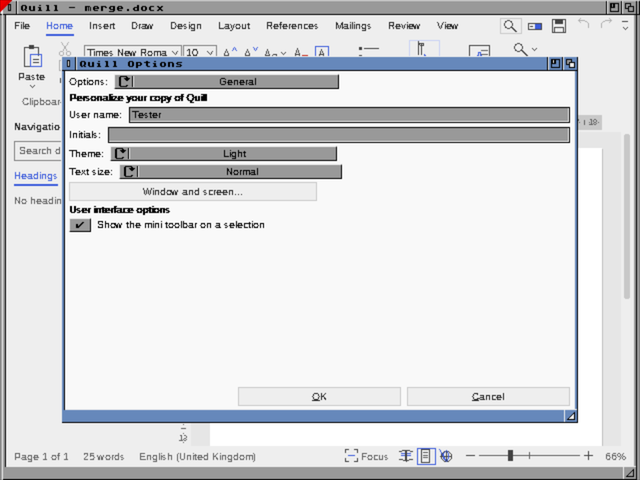 Quill - merge.docx
File Home Insert Draw Design Layout References Mailings Review View
Paste Times New Roma 10
Clipboar
Quill Options
Options: General
Personalize your copy of Quill
User name: Tester
Initials:
Theme: Light
Text size: Normal
Window and screen...
User interface options
Show the mini toolbar on a selection
OK Cancel
Navigatio
Search d
Headings
No headin
Page 1 of 1 25 words English (United Kingdom) Focus 66%